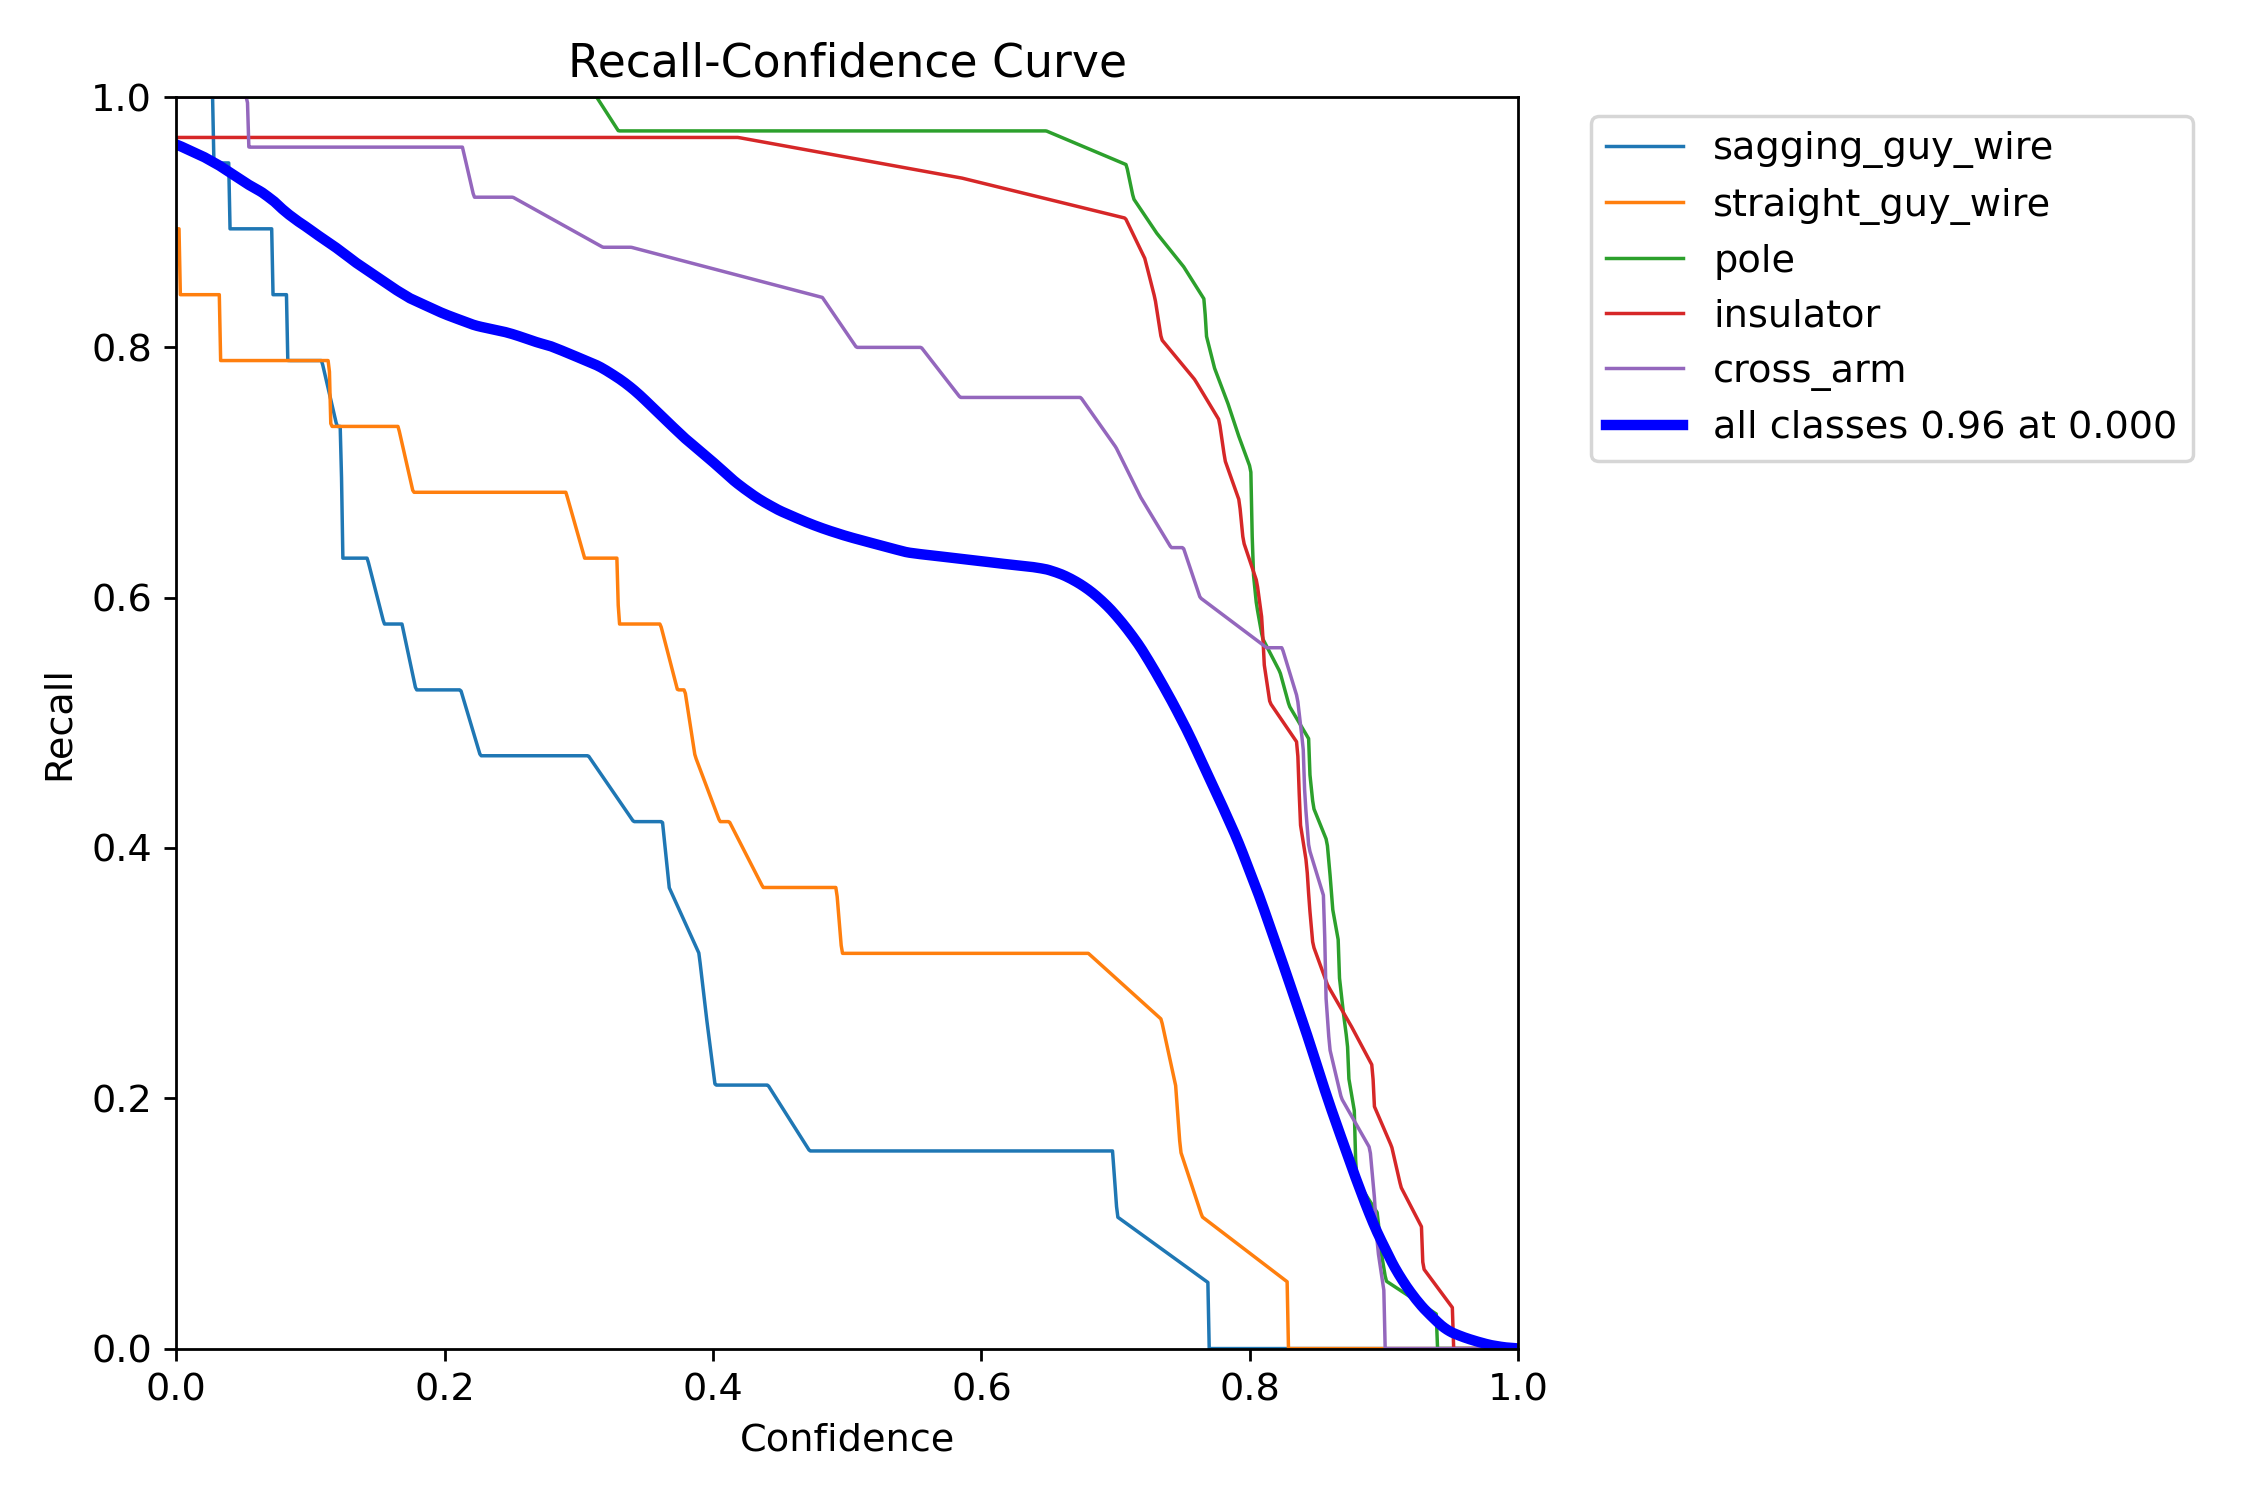 Recall-Confidence Curve
1.0
0.8
0.6
0.4
0.2
0.0
Recall
0.0 0.2 0.4 0.6 0.8 1.0
Confidence
sagging_guy_wire
straight_guy_wire
pole
insulator
cross_arm
all classes 0.96 at 0.000